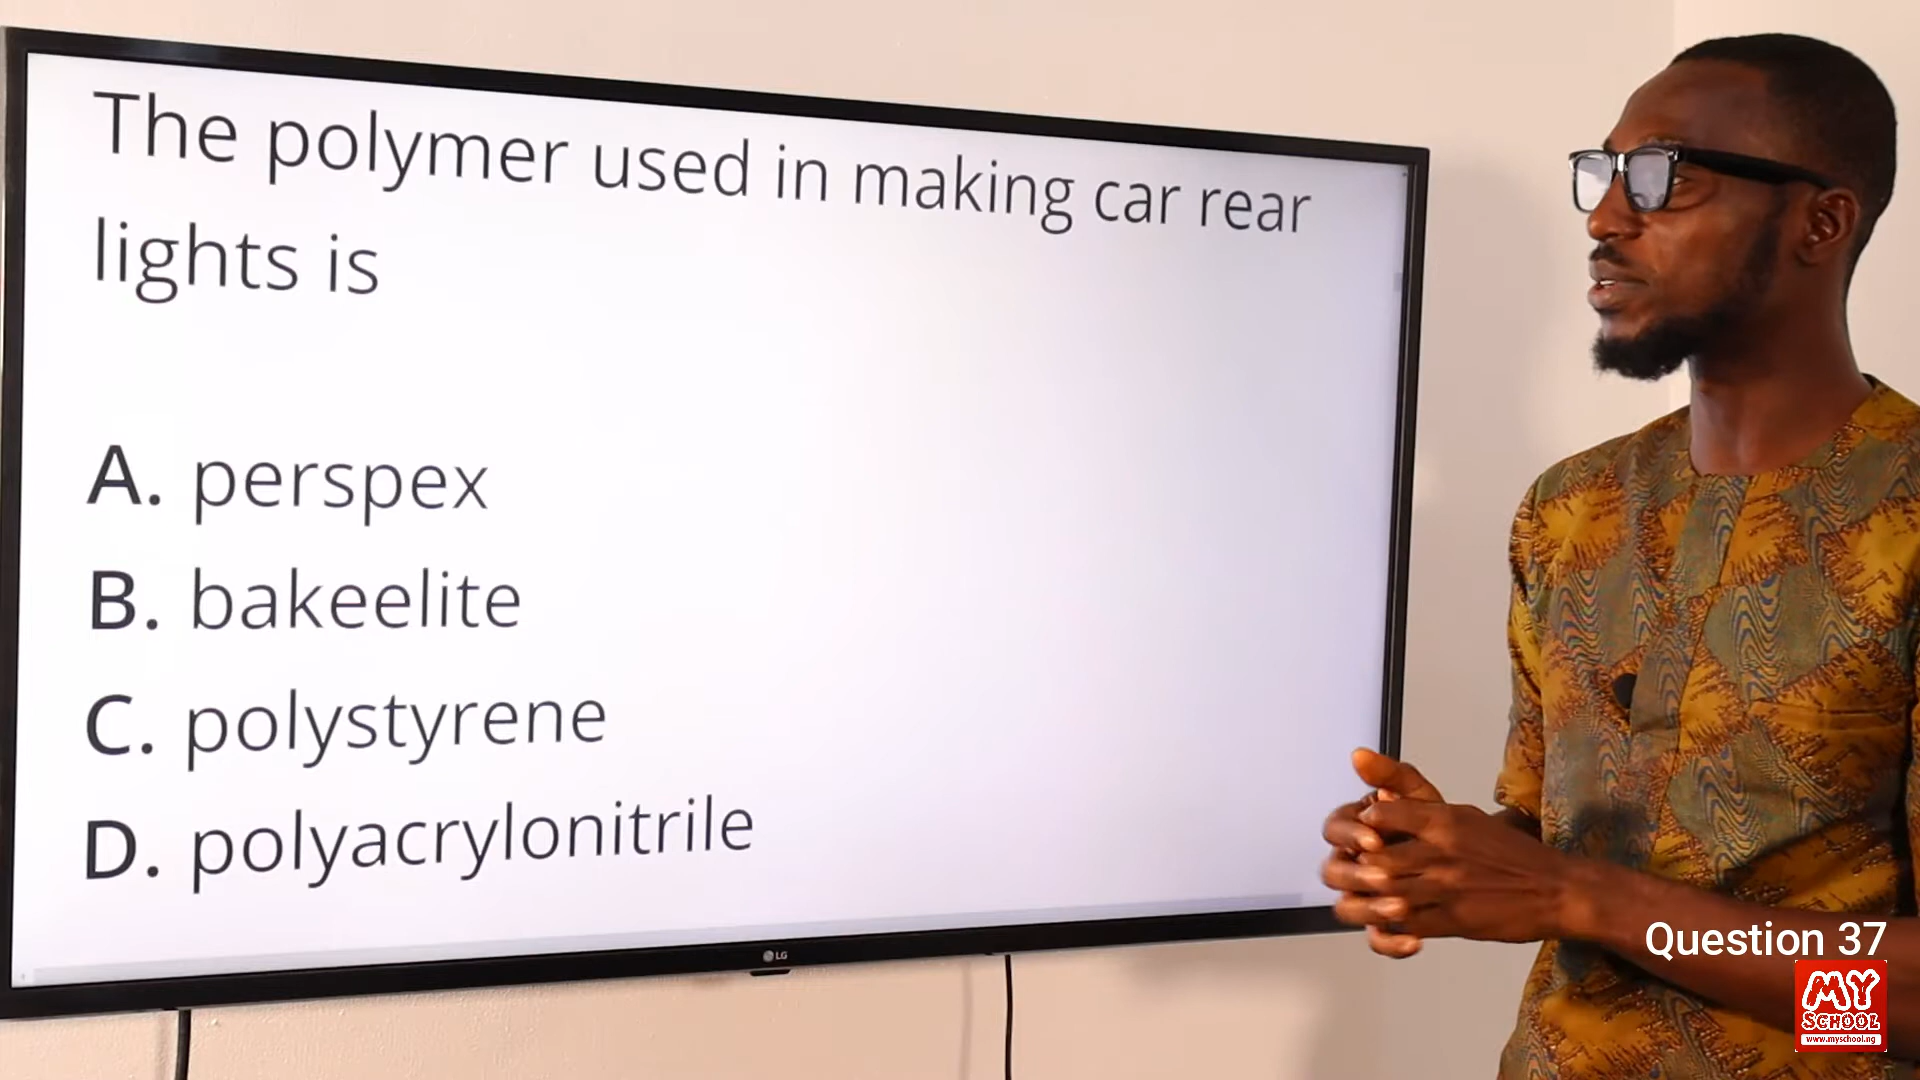 The polymer used in making car rear
lights is
A. perspex
B. bakeelite
C. polystyrene
D. polyacrylonitrile
LG
Question 37
MY
SCHOOL
www.myschool.ng